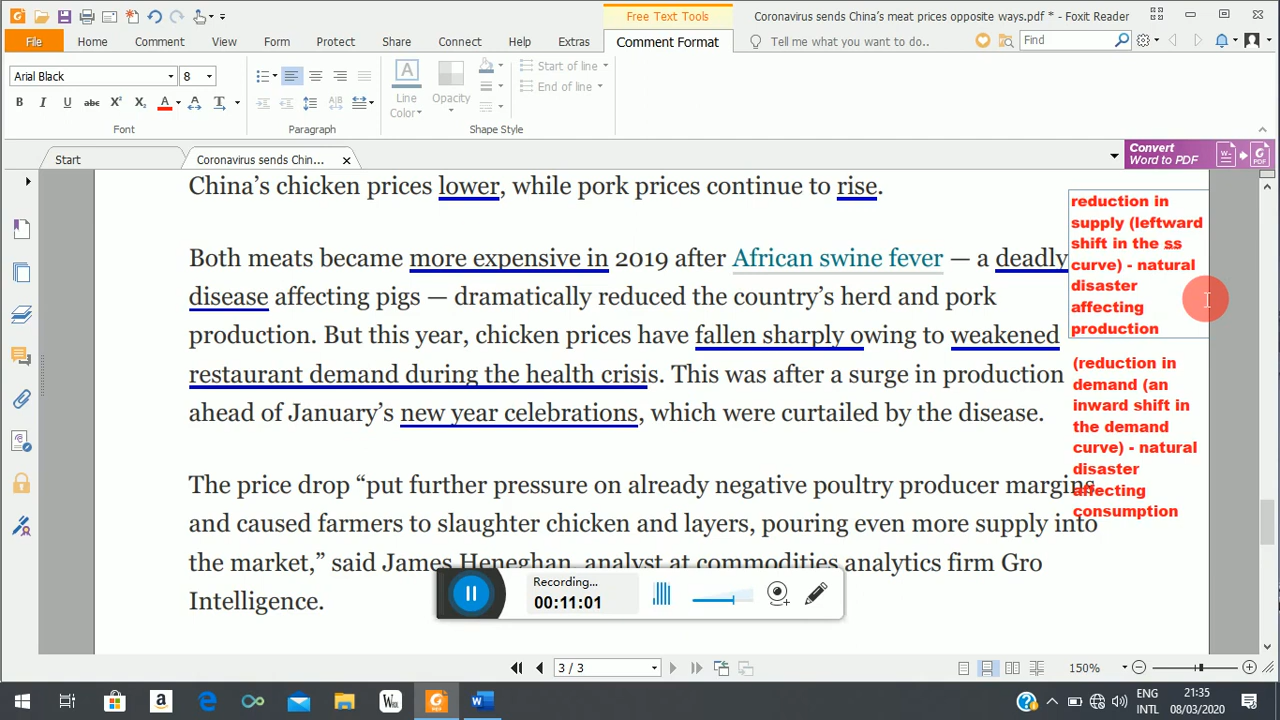 Free Text Tools
Coronavirus sends China's meat prices opposite ways.pdf * - Foxit Reader
File Home Comment View Form Protect Share Connect Help Extras Comment Format Tell me what you want to do.. Find
Arial Black 8
Start of line
End of line
Line Color
Opacity
Font Paragraph Shape Style
Start
Coronavirus sends Chin...
Convert
Word to PDF
China’s chicken prices lower, while pork prices continue to rise.
Both meats became more expensive in 2019 after African swine fever — a deadly
disease affecting pigs — dramatically reduced the country’s herd and pork
production. But this year, chicken prices have fallen sharply owing to weakened
restaurant demand during the health crisis. This was after a surge in production
ahead of January’s new year celebrations, which were curtailed by the disease.
The price drop “put further pressure on already negative poultry producer margins
and caused farmers to slaughter chicken and layers, pouring even more supply into
the market,” said James Heneghan, analyst at commodities analytics firm Gro
Intelligence.
reduction in
supply (leftward
shift in the ss
curve) - natural
disaster
affecting
production
(reduction in
demand (an
inward shift in
the demand
curve) - natural
disaster
affecting
consumption
Recording...
00:11:01
3 / 3
150%
ENG
INTL
21:35
08/03/2020